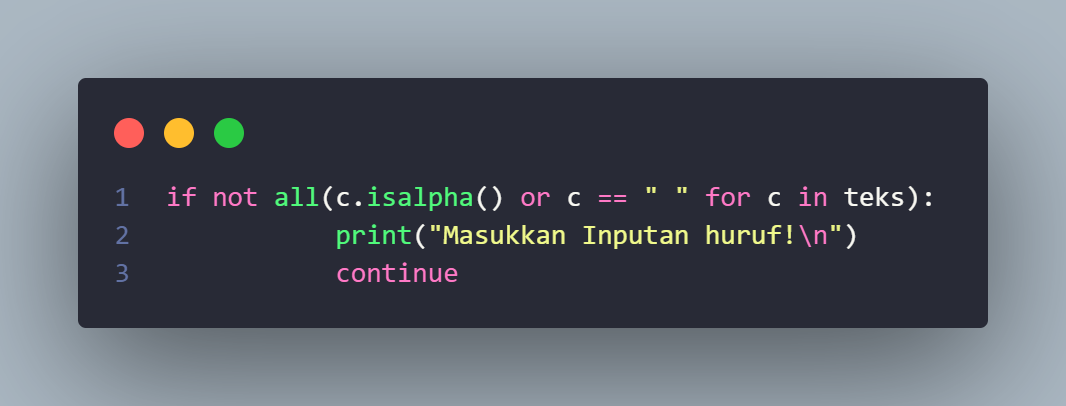 1 if not all(c.isalpha() or c == " " for c in teks):
2 print("Masukkan Inputan huruf!\n")
3 continue